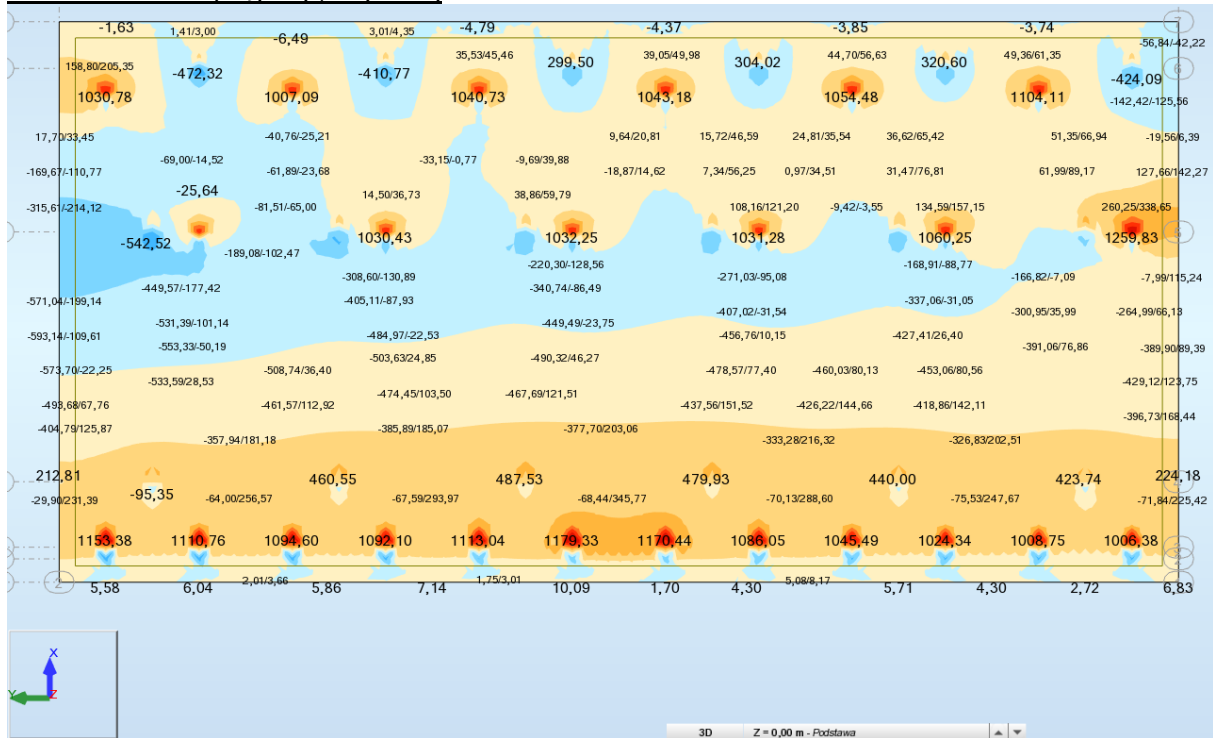 -1,63 1,41/3,00 -6,49 3,01/4,35 -4,79 -4,37 -3,85 -3,74
-56,84/-42,22
158,80/205,35 -472,32 -410,77 35,53/45,46 299,50 39,05/49,98 304,02 44,70/56,63 320,60 49,36/61,35 -424,09
1030,78 1007,09 1040,73 1043,18 1054,48 1104,11 -142,42/-125,56
17,70/33,45 -40,76/-25,21 9,64/20,81 15,72/46,59 24,81/35,54 36,62/65,42 51,35/66,94 -19,56/6,39
-69,00/-14,52 -33,15/-0,77 -9,69/39,88
-169,67/-110,77 -61,89/-23,68 -18,87/14,62 7,34/56,25 0,97/34,51 31,47/76,81 61,99/89,17 127,66/142,27
-25,64 14,50/36,73 38,86/59,79
-315,61/-214,12 -81,51/-65,00 108,16/121,20 -9,42/-3,55 134,59/157,15 260,25/338,65
-542,52 1030,43 1032,25 1031,28 1060,25 1259,83
-189,08/-102,47 -220,30/-128,56 -168,91/-88,77
-308,60/-130,89 -271,03/-95,08 -166,82/-7,09 -7,99/115,24
-449,57/-177,42 -340,74/-86,49
-571,04/-199,14 -405,11/-87,93 -407,02/-31,54 -337,06/-31,05 -300,95/35,99 -264,99/66,13
-531,39/-101,14 -449,49/-23,75
-593,14/-109,61 -484,97/-22,53 -456,76/10,15 -427,41/26,40
-553,33/-50,19 -503,63/24,85 -490,32/46,27 -391,06/76,86 -389,90/89,39
-573,70/-22,25 -533,59/28,53 -508,74/36,40 -478,57/77,40 -460,03/80,13 -453,06/80,56 -429,12/123,75
-474,45/103,50 -467,69/121,51
-493,68/67,76 -461,57/112,92 -437,56/151,52 -426,22/144,66 -418,86/142,11 -396,73/168,44
-404,79/125,87 -385,89/185,07 -377,70/203,06
-357,94/181,18 -333,28/216,32 -326,83/202,51
212,81 460,55 487,53 479,93 440,00 423,74 224,18
-29,90/231,39 -95,35 -64,00/256,57 -67,59/293,97 -68,44/345,77 -70,13/288,60 -75,53/247,67 -71,84/225,42
1153,38 1110,76 1094,60 1092,10 1113,04 1179,33 1170,44 1086,05 1045,49 1024,34 1008,75 1006,38
2,01/3,66 1,75/3,01 5,08/8,17
5,58 6,04 5,86 7,14 10,09 1,70 4,30 5,71 4,30 2,72 6,83
X
Y Z
3D Z = 0,00 m - Podstawa